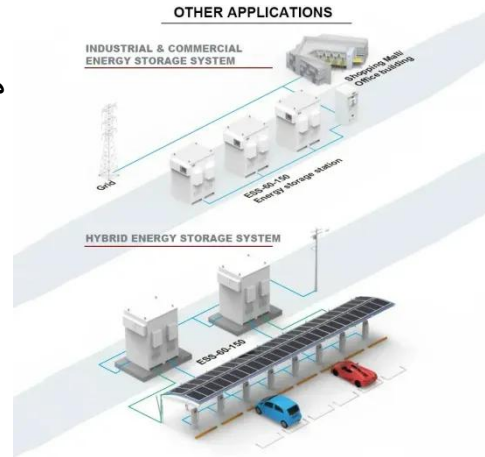 OTHER APPLICATIONS
INDUSTRIAL & COMMERCIAL
ENERGY STORAGE SYSTEM
Shopping Mall/
Office building
Grid
ESS-60-150
Energy storage station
HYBRID ENERGY STORAGE SYSTEM
ESS-60-150